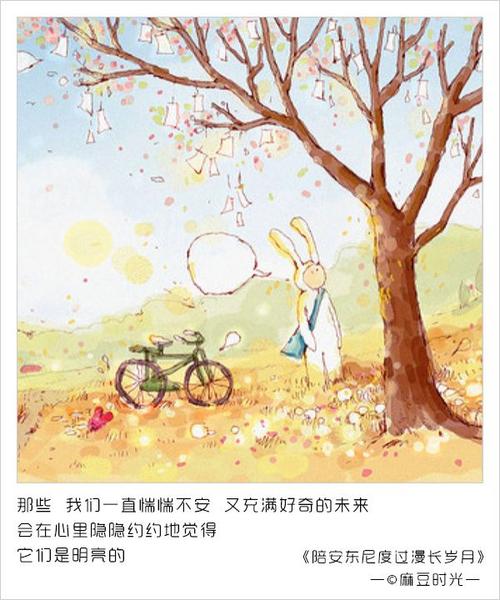 那些 我们一直惴惴不安 又充满好奇的未来
会在心里隐隐约约地觉得
它们是明亮的
《陪安东尼度过漫长岁月》
—©麻豆时光—